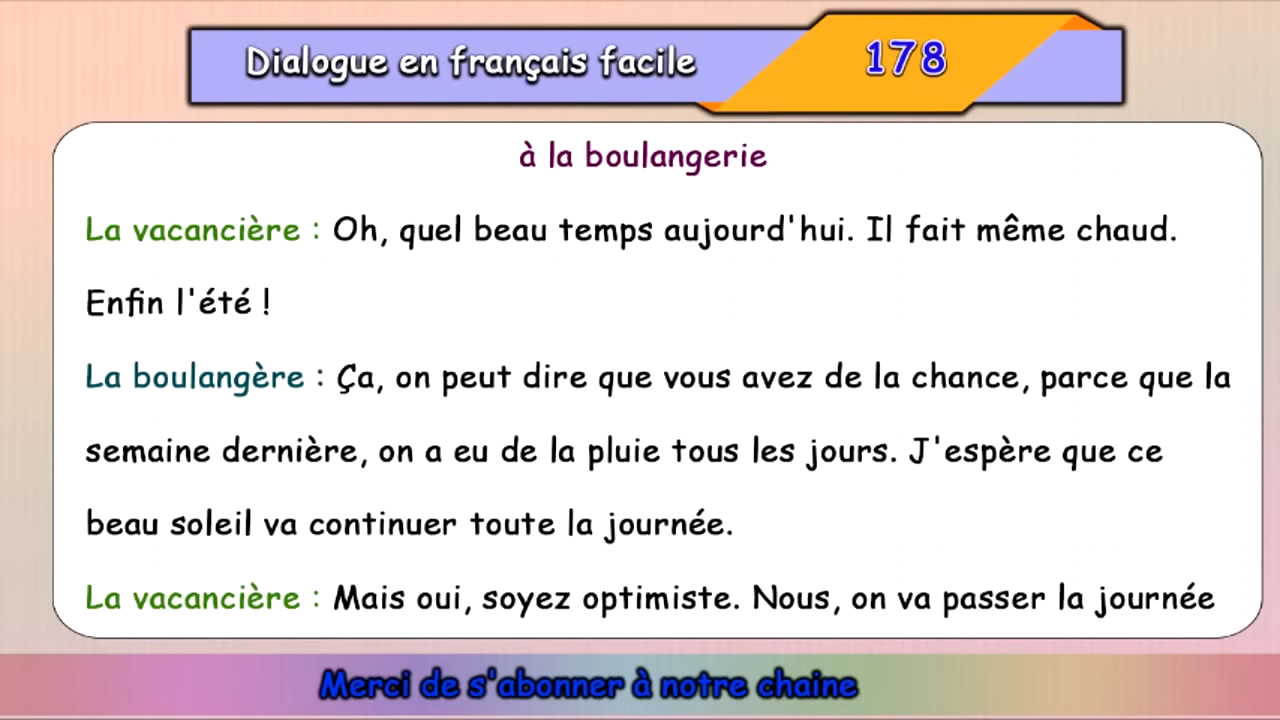 Dialogue en français facile
178
à la boulangerie
La vacancière : Oh, quel beau temps aujourd'hui. Il fait même chaud.
Enfin l'été !
La boulangère : Ça, on peut dire que vous avez de la chance, parce que la
semaine dernière, on a eu de la pluie tous les jours. J'espère que ce
beau soleil va continuer toute la journée.
La vacancière : Mais oui, soyez optimiste. Nous, on va passer la journée
Merci de s'abonner à notre chaine